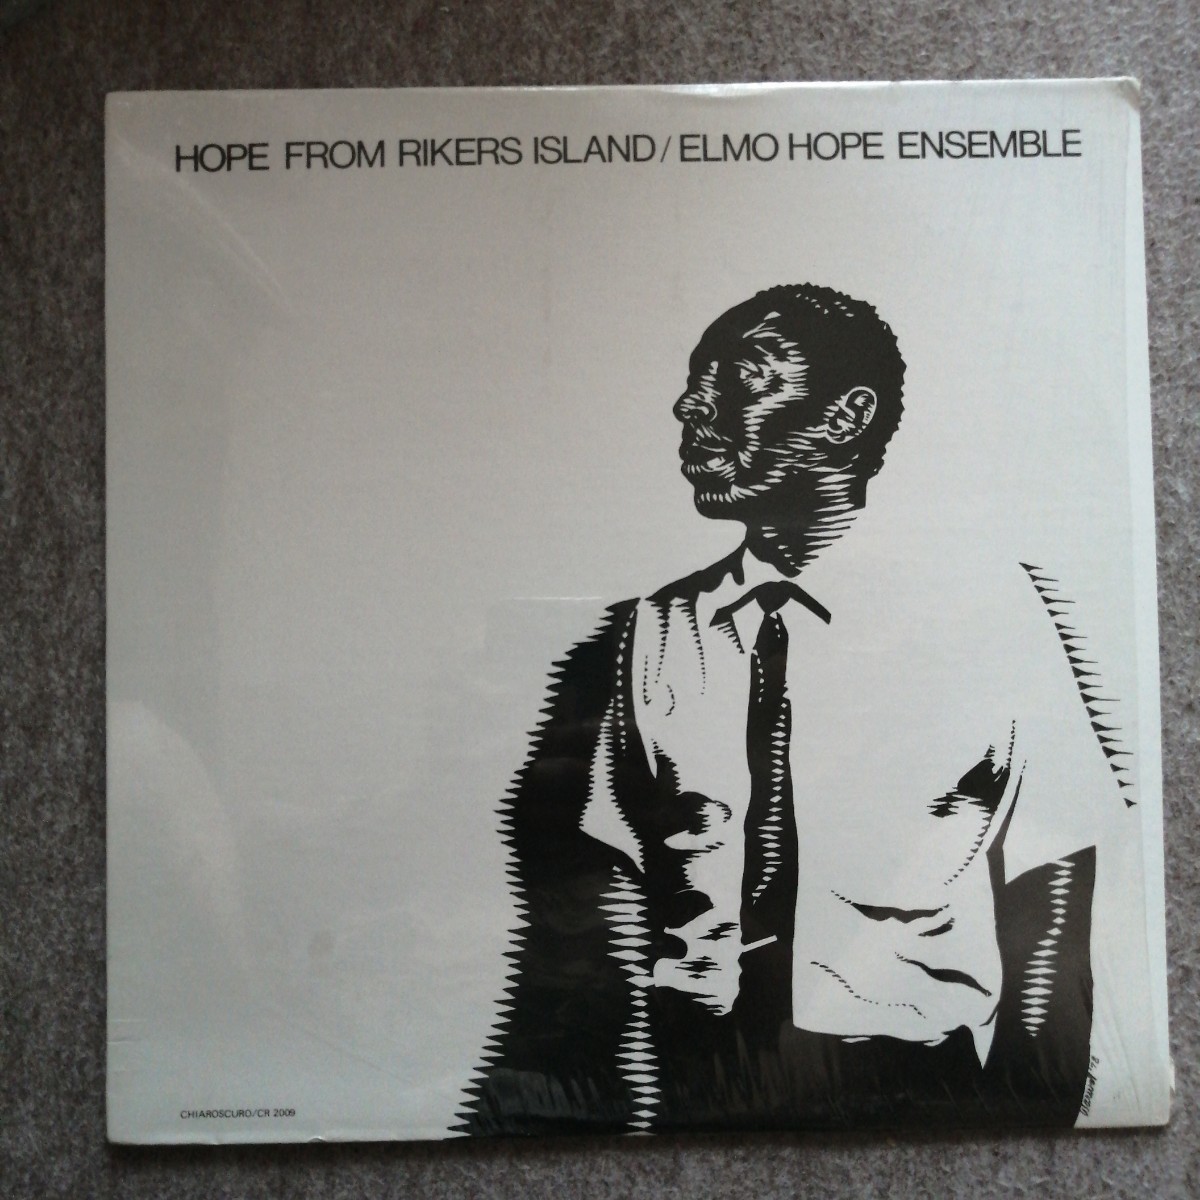 HOPE FROM RIKERS ISLAND/ELMO HOPE ENSEMBLE
CHIAROSCURO/CR 2009